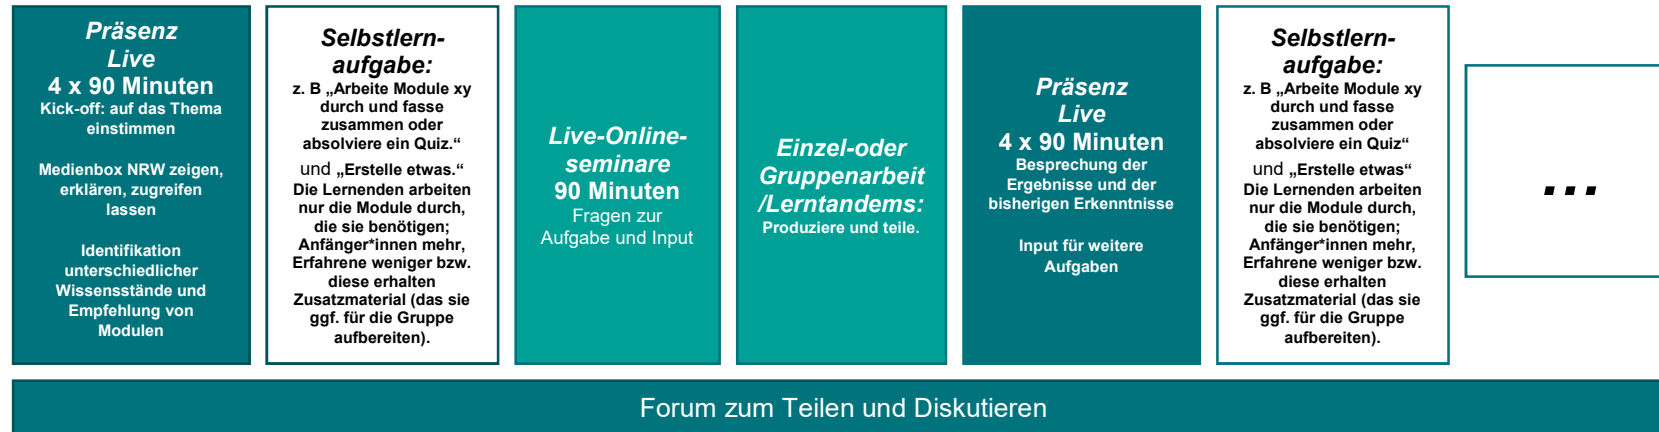 Präsenz
Live
4 x 90 Minuten
Kick-off: auf das Thema
einstimmen
Medienbox NRW zeigen,
erklären, zugreifen
lassen
Identifikation
unterschiedlicher
Wissensstände und
Empfehlung von
Modulen
Selbstlern-
aufgabe:
z. B „Arbeite Module xy
durch und fasse
zusammen oder
absolviere ein Quiz.“
und „Erstelle etwas.“
Die Lernenden arbeiten
nur die Module durch,
die sie benötigen;
Anfänger*innen mehr,
Erfahrene weniger bzw.
diese erhalten
Zusatzmaterial (das sie
ggf. für die Gruppe
aufbereiten).
Live-Online-
seminare
90 Minuten
Fragen zur
Aufgabe und Input
Einzel-oder
Gruppenarbeit
/Lerntandems:
Produziere und teile.
Präsenz
Live
4 x 90 Minuten
Besprechung der
Ergebnisse und der
bisherigen Erkenntnisse
Input für weitere
Aufgaben
Selbstlern-
aufgabe:
z. B „Arbeite Module xy
durch und fasse
zusammen oder
absolviere ein Quiz“
und „Erstelle etwas“
Die Lernenden arbeiten
nur die Module durch,
die sie benötigen;
Anfänger*innen mehr,
Erfahrene weniger bzw.
diese erhalten
Zusatzmaterial (das sie
ggf. für die Gruppe
aufbereiten).
...
Forum zum Teilen und Diskutieren